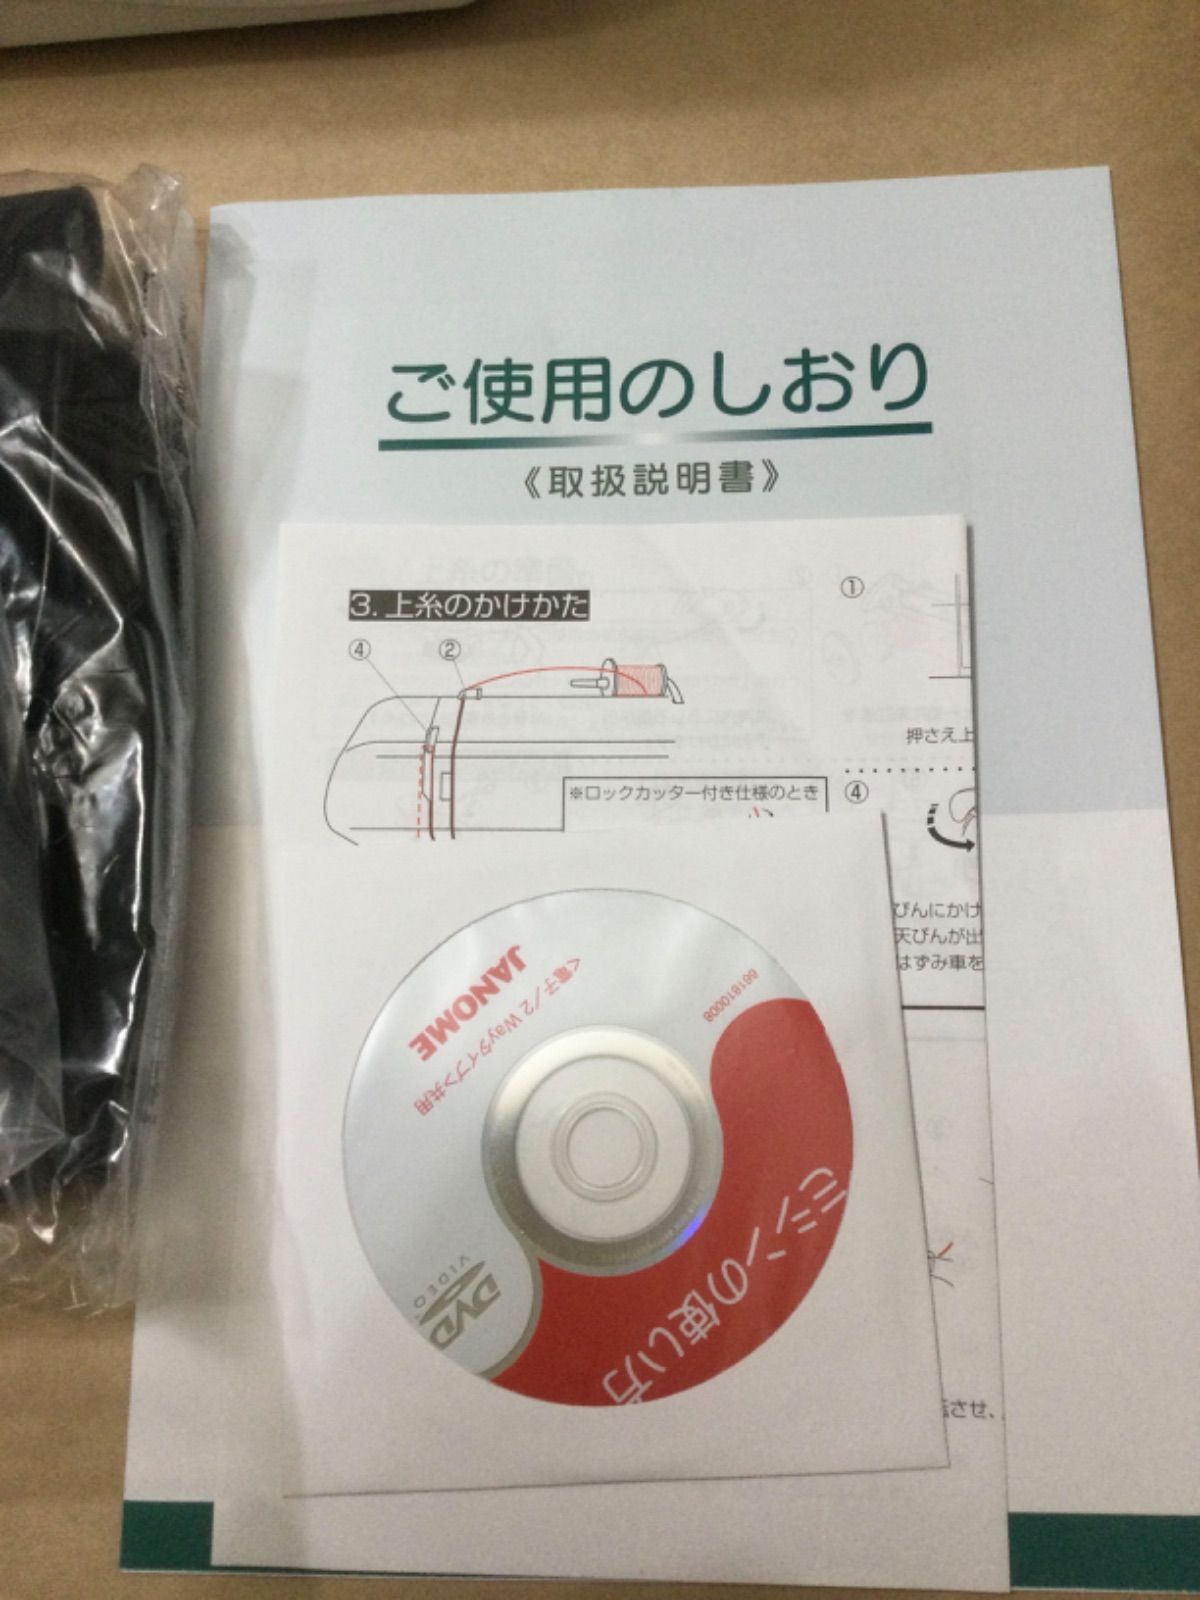 ご使用のしおり
《取扱説明書》
3. 上糸のかけかた
④
②
※ロックカッター付き仕様のとき
①
押さえ上
④
びんにかけ
天びんが出
はずみ車を
させ、
JANOME
<電子/2 Wayタイプ>共用
661810008
ミシンの使い方
DVD
VIDEO